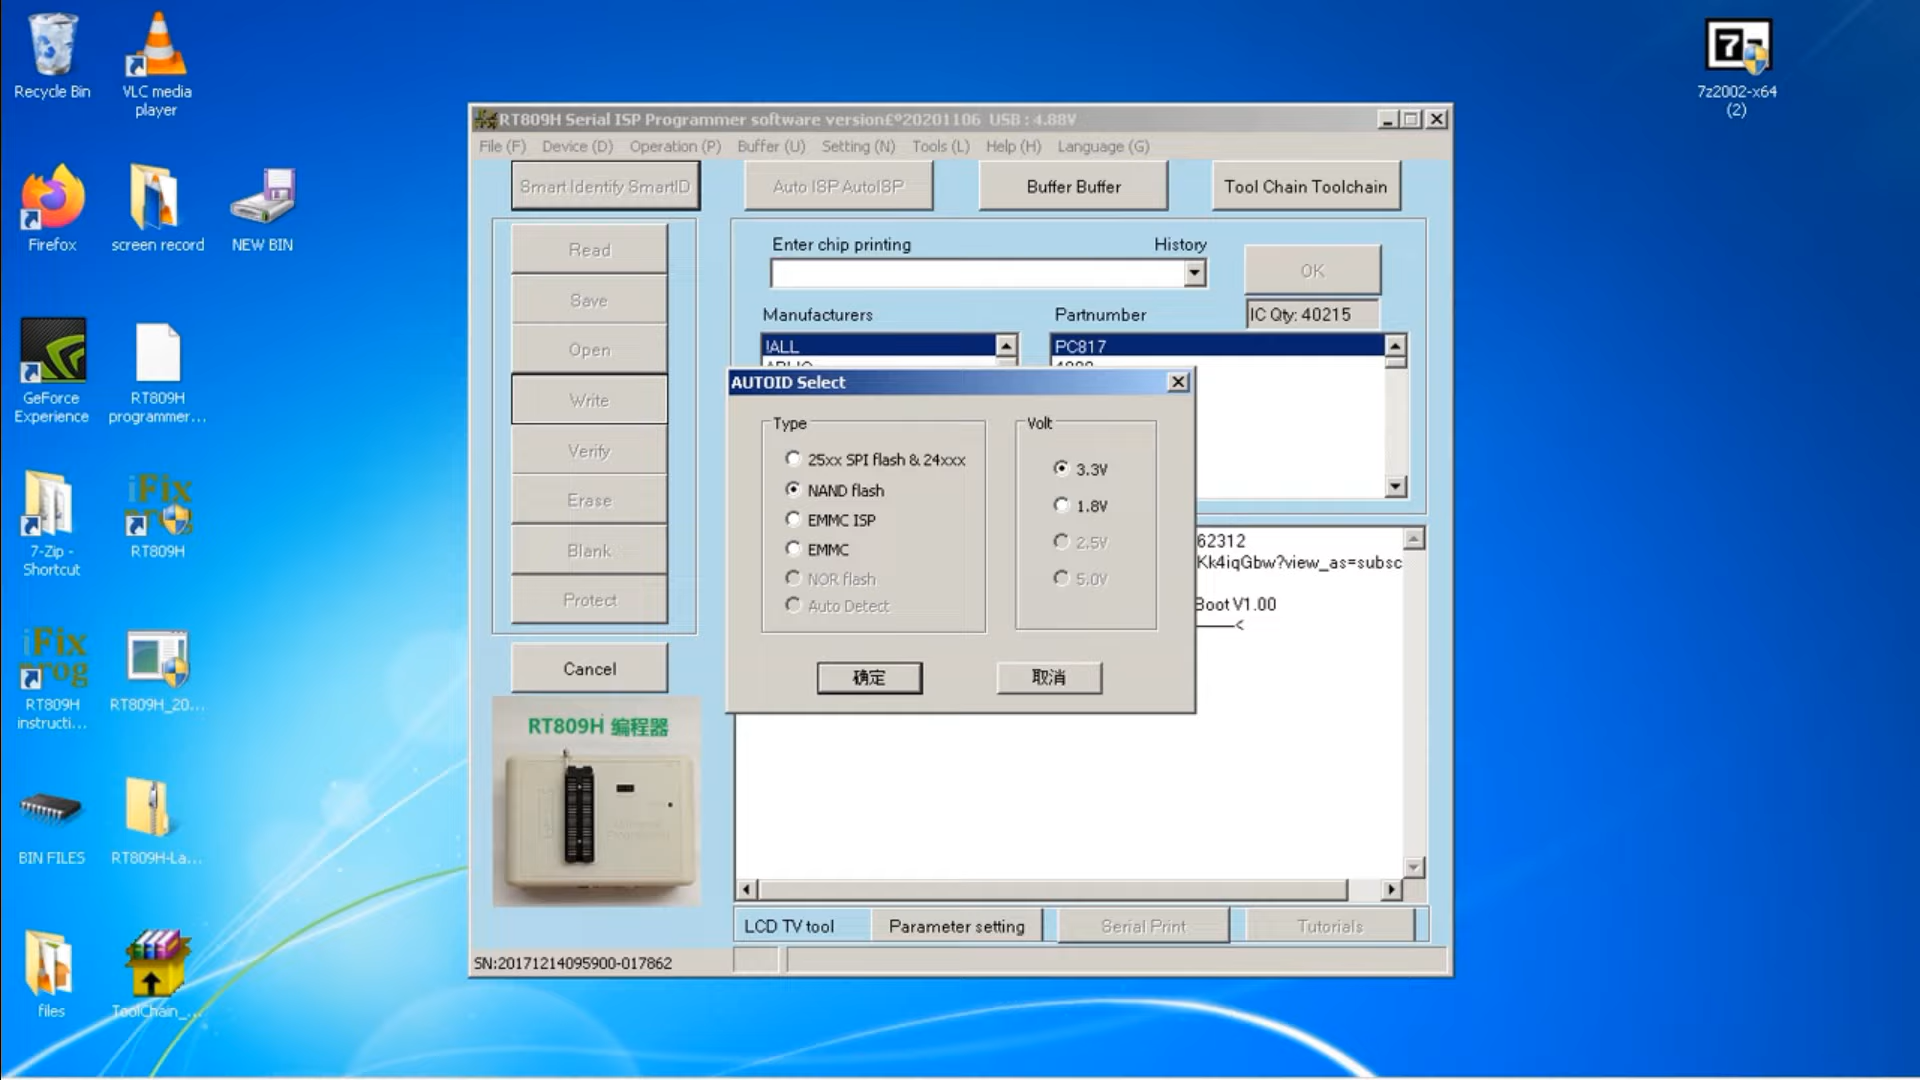 Recycle Bin
VLC media
player
7z2002-x64
(2)
Firefox
screen record
NEW BIN
GeForce
Experience
RT809H
programmer...
7-Zip -
Shortcut
iFix
prog
RT809H
iFix
prog
RT809H
instructi...
RT809H_20...
BIN FILES
RT809H-La...
files
ToolChain_...
RT809H Serial ISP Programmer software version£º20201106 USB : 4.88V
File (F) Device (D) Operation (P) Buffer (U) Setting (N) Tools (L) Help (H) Language (G)
Smart Identify SmartID
Auto ISP AutoISP
Buffer Buffer
Tool Chain Toolchain
Read
Save
Open
Write
Verify
Erase
Blank
Protect
Cancel
RT809H 编程器
Enter chip printing
History
OK
IC Qty: 40215
Manufacturers
Partnumber
!ALL
PC817
AUTOID Select
Type
25xx SPI flash & 24xxx
NAND flash
EMMC ISP
EMMC
NOR flash
Auto Detect
Volt
3.3V
1.8V
2.5V
5.0V
确定
取消
62312
Kk4iqGbw?view_as=subsc
Boot V1.00
——<
LCD TV tool
Parameter setting
Serial Print
Tutorials
SN:20171214095900-017862